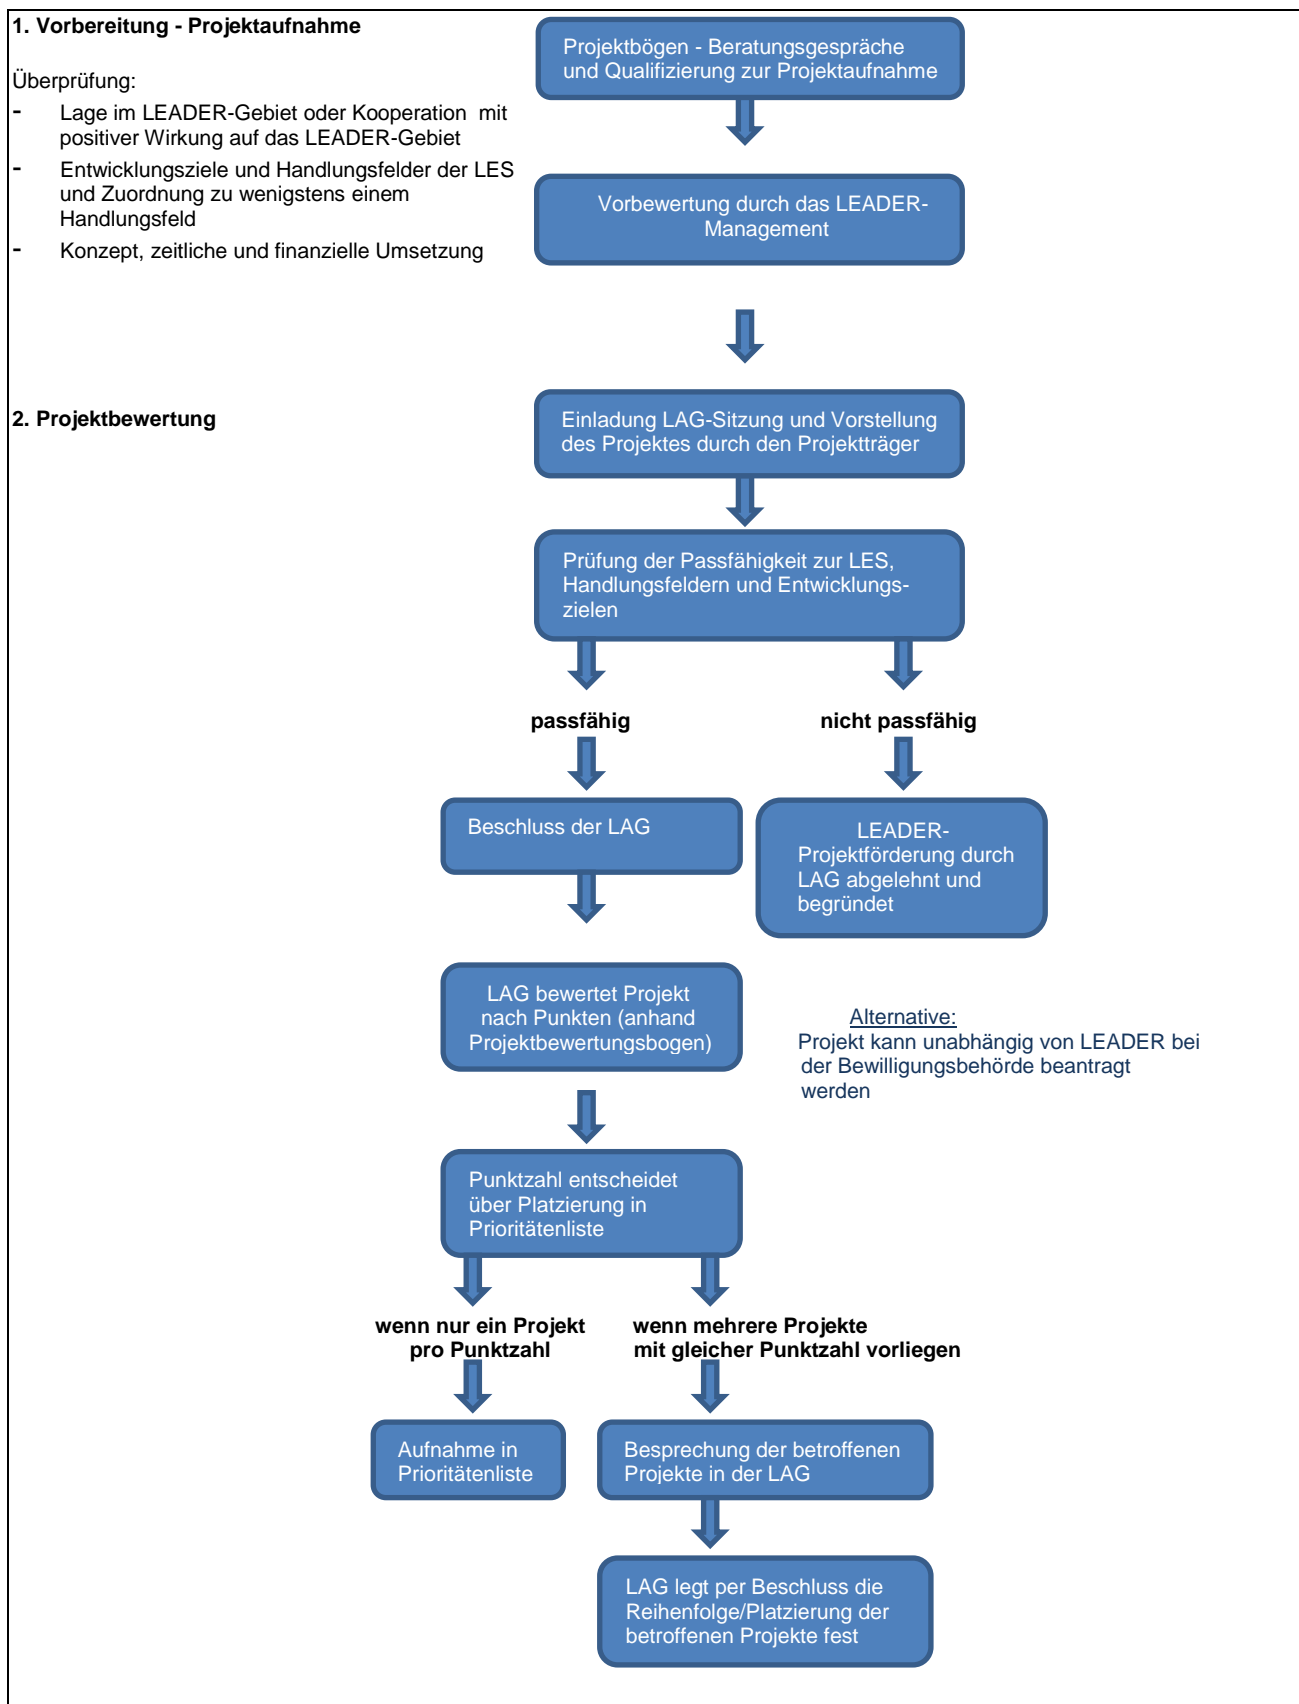 1. Vorbereitung - Projektaufnahme
Überprüfung:
- Lage im LEADER-Gebiet oder Kooperation mit
positiver Wirkung auf das LEADER-Gebiet
- Entwicklungsziele und Handlungsfelder der LES
und Zuordnung zu wenigstens einem
Handlungsfeld
- Konzept, zeitliche und finanzielle Umsetzung
Projektbögen - Beratungsgespräche
und Qualifizierung zur Projektaufnahme
Vorbewertung durch das LEADER-
Management
2. Projektbewertung
Einladung LAG-Sitzung und Vorstellung
des Projektes durch den Projektträger
Prüfung der Passfähigkeit zur LES,
Handlungsfeldern und Entwicklungs-
zielen
passfähig
nicht passfähig
Beschluss der LAG
LEADER-
Projektförderung durch
LAG abgelehnt und
begründet
LAG bewertet Projekt
nach Punkten (anhand
Projektbewertungsbogen)
Alternative:
Projekt kann unabhängig von LEADER bei
der Bewilligungsbehörde beantragt
werden
Punktzahl entscheidet
über Platzierung in
Prioritätenliste
wenn nur ein Projekt
pro Punktzahl
wenn mehrere Projekte
mit gleicher Punktzahl vorliegen
Aufnahme in
Prioritätenliste
Besprechung der betroffenen
Projekte in der LAG
LAG legt per Beschluss die
Reihenfolge/Platzierung der
betroffenen Projekte fest